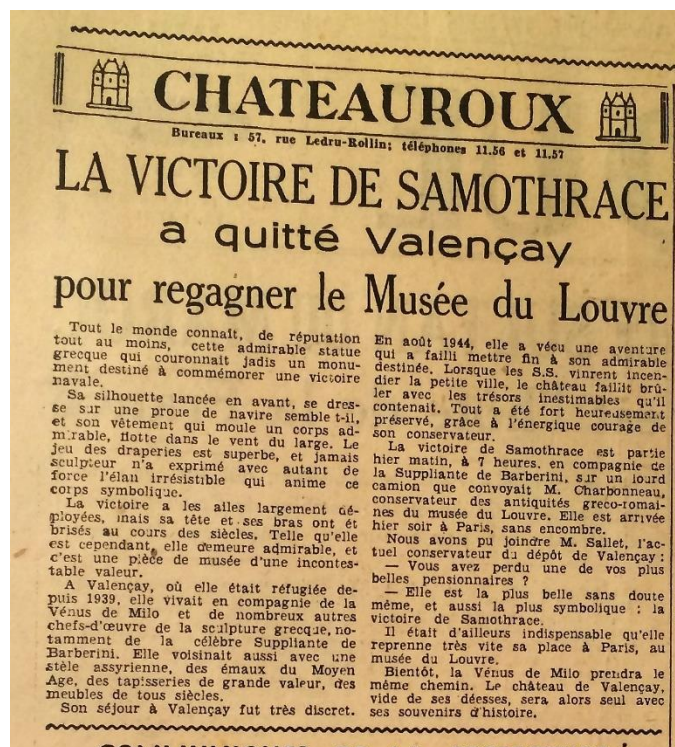 CHATEAUROUX
Bureaux : 57, rue Ledru-Rollin; téléphones 11.56 et 11.57
LA VICTOIRE DE SAMOTHRACE
a quitté Valençay
pour regagner le Musée du Louvre
Tout le monde connaît, de réputation
tout au moins, cette admirable statue
grecque qui couronnait jadis un monu-
ment destiné à commémorer une victoire
navale.
Sa silhouette lancée en avant, se dres-
se sur une proue de navire semble t-il,
et son vêtement qui moule un corps ad-
mirable, flotte dans le vent du large. Le
jeu des draperies est superbe, et jamais
sculpteur n'a exprimé avec autant de
force l'élan irrésistible qui anime ce
corps symbolique.
La victoire a les ailes largement dé-
ployées, mais sa tête et ses bras ont ét
brisés au cours des siècles. Telle qu'elle
est cependant, elle demeure admirable, et
c'est une pièce de musée d'une incontes-
table valeur.
A Valençay, où elle était réfugiée de-
puis 1939, elle vivait en compagnie de la
Vénus de Milo et de nombreux autres
chefs-d'œuvre de la sculpture grecque, no-
tamment de la célèbre Suppliante de
Barberini. Elle voisinait aussi avec une
stèle assyrienne, des émaux du Moyen
Age, des tapisseries de grande valeur, des
meubles de tous siècles.
Son séjour à Valençay fut très discret.
En août 1944, elle a vécu une aventure
qui a failli mettre fin à son admirable
destinée. Lorsque les S.S. vinrent incen-
dier la petite ville, le château faillit brû-
ler avec les trésors inestimables qu'il
contenait. Tout a été fort heureusement
préservé, grâce à l'énergique courage de
son conservateur.
La victoire de Samothrace est partie
hier matin, à 7 heures, en compagnie de
la Suppliante de Barberini, sur un lourd
camion que convoyait M. Charbonneau,
conservateur des antiquités greco-romai-
nes du musée du Louvre. Elle est arrivée
hier soir à Paris, sans encombre.
Nous avons pu joindre M. Sallet, l'ac-
tuel conservateur du dépôt de Valençay :
— Vous avez perdu une de vos plus
belles pensionnaires ?
— Elle est la plus belle sans doute
même, et aussi la plus symbolique : la
victoire de Samothrace.
Il était d'ailleurs indispensable qu'elle
reprenne très vite sa place à Paris, au
musée du Louvre.
Bientôt, la Vénus de Milo prendra le
même chemin. Le château de Valençay,
vide de ses déesses, sera alors seul avec
ses souvenirs d'histoire.